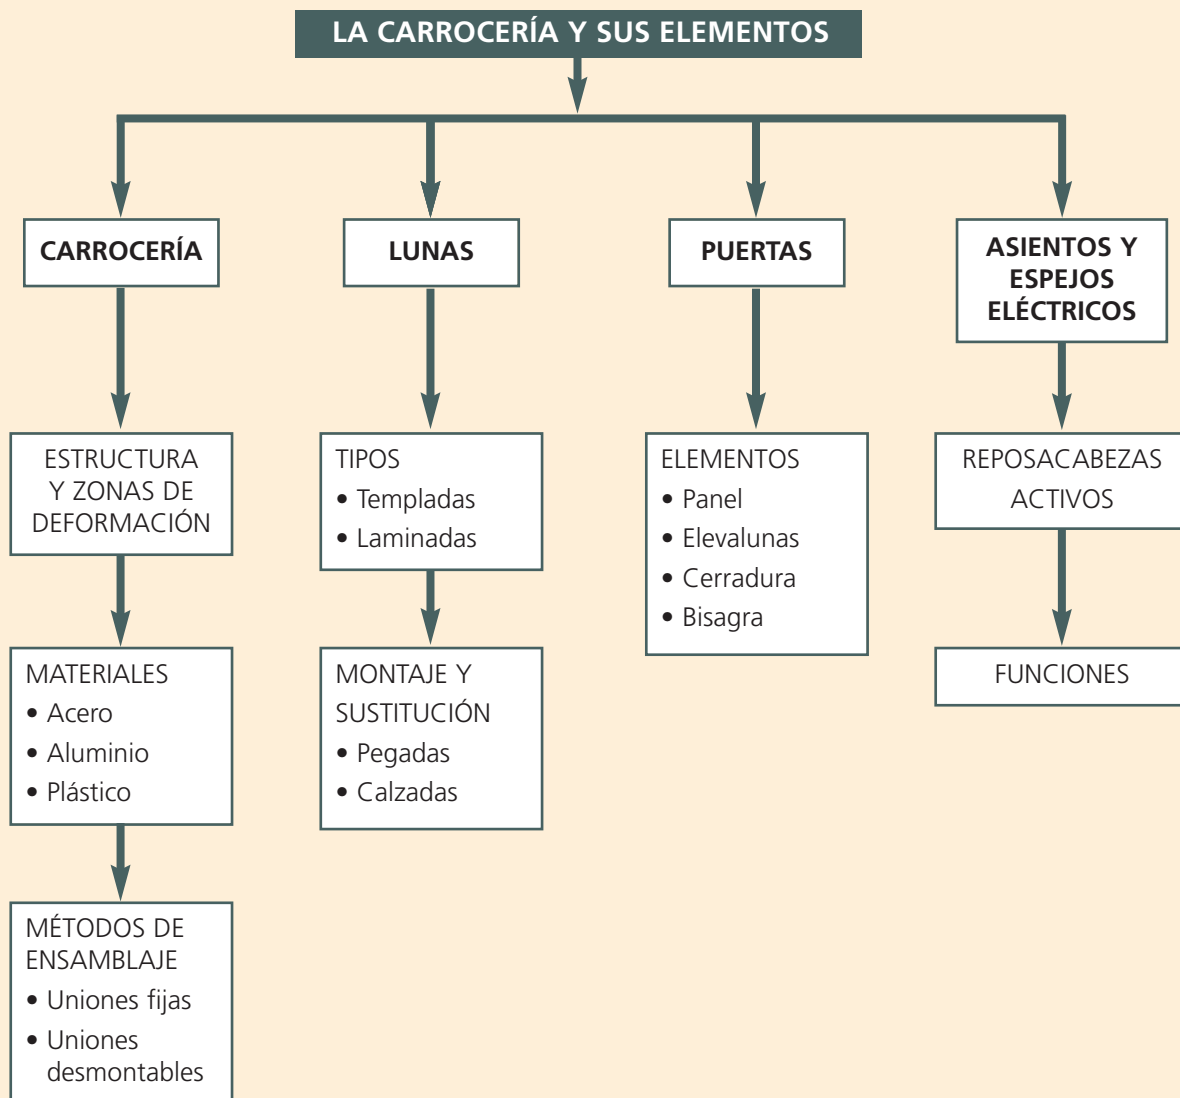 LA CARROCERÍA Y SUS ELEMENTOS
CARROCERÍA
ESTRUCTURA
Y ZONAS DE
DEFORMACIÓN
MATERIALES
• Acero
• Aluminio
• Plástico
MÉTODOS DE
ENSAMBLAJE
• Uniones fijas
• Uniones
desmontables
LUNAS
TIPOS
• Templadas
• Laminadas
MONTAJE Y
SUSTITUCIÓN
• Pegadas
• Calzadas
PUERTAS
ELEMENTOS
• Panel
• Elevalunas
• Cerradura
• Bisagra
ASIENTOS Y
ESPEJOS
ELÉCTRICOS
REPOSACABEZAS
ACTIVOS
FUNCIONES